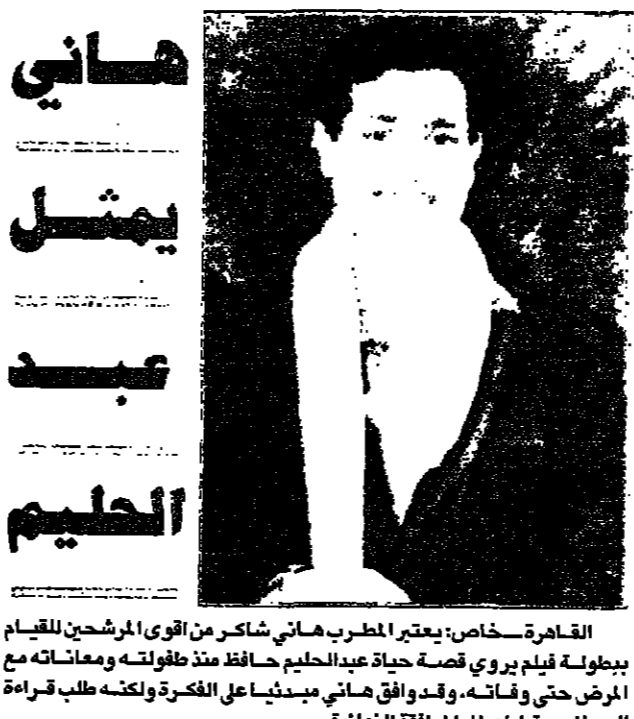 هاني
يمثل
عبد
الحليم
القاهرة — خاص: يعتبر المطرب هاني شاكر من اقوى المرشحين للقيام
ببطولة فيلم يروي قصة حياة عبدالحليم حافظ منذ طفولته ومعاناته مع
المرض حتى وفاته، وقد وافق هاني مبدئيا على الفكرة ولكنه طلب قراءة